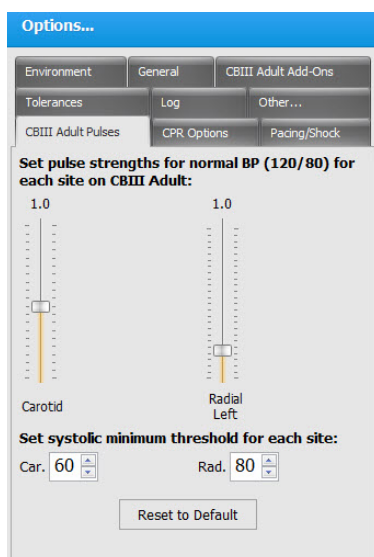 Options...
Environment General CBIII Adult Add-Ons
Tolerances Log Other...
CBIII Adult Pulses CPR Options Pacing/Shock
Set pulse strengths for normal BP (120/80) for
each site on CBIII Adult:
1.0 1.0
Carotid
Radial
Left
Set systolic minimum threshold for each site:
Car. 60 Rad. 80
Reset to Default